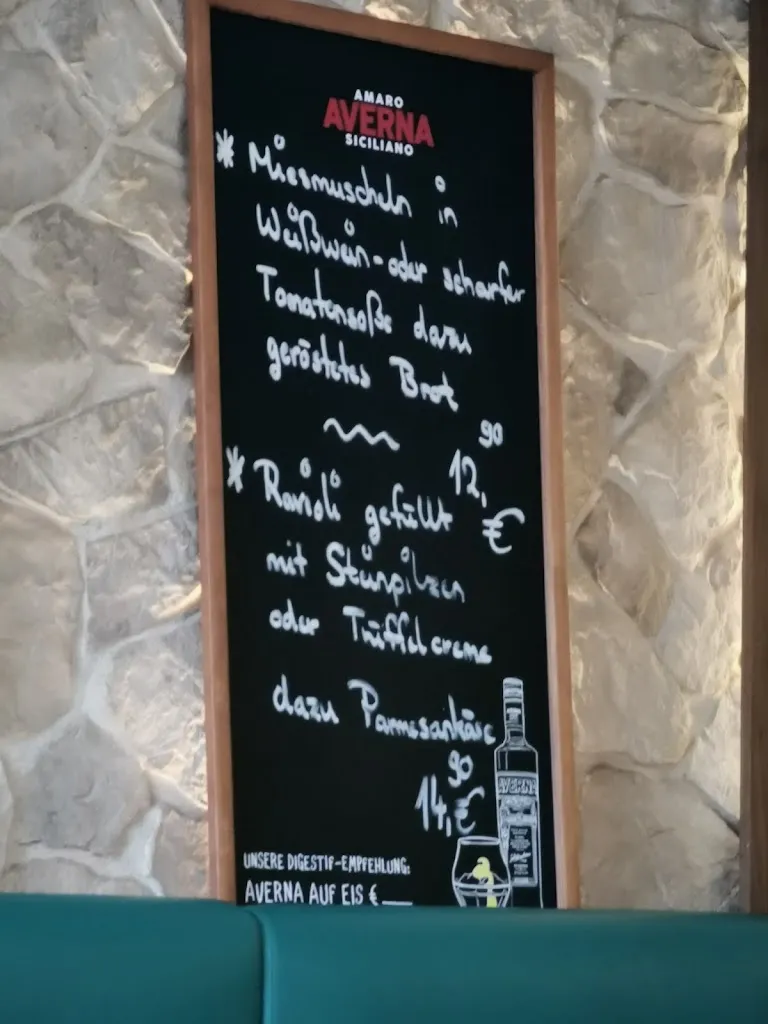 AMARO
AVERNA
SICILIANO
* Miesmuscheln in
Weißwein-oder scharfer
Tomatensoße dazu
geröstetes Brot
12,90 €
* Ravioli gefüllt
mit Steinpilzen
oder Trüffelcreme
dazu Parmesankäse
14,90 €
AVERNA
UNSERE DIGESTIF-EMPFEHLUNG:
AVERNA AUF EIS €